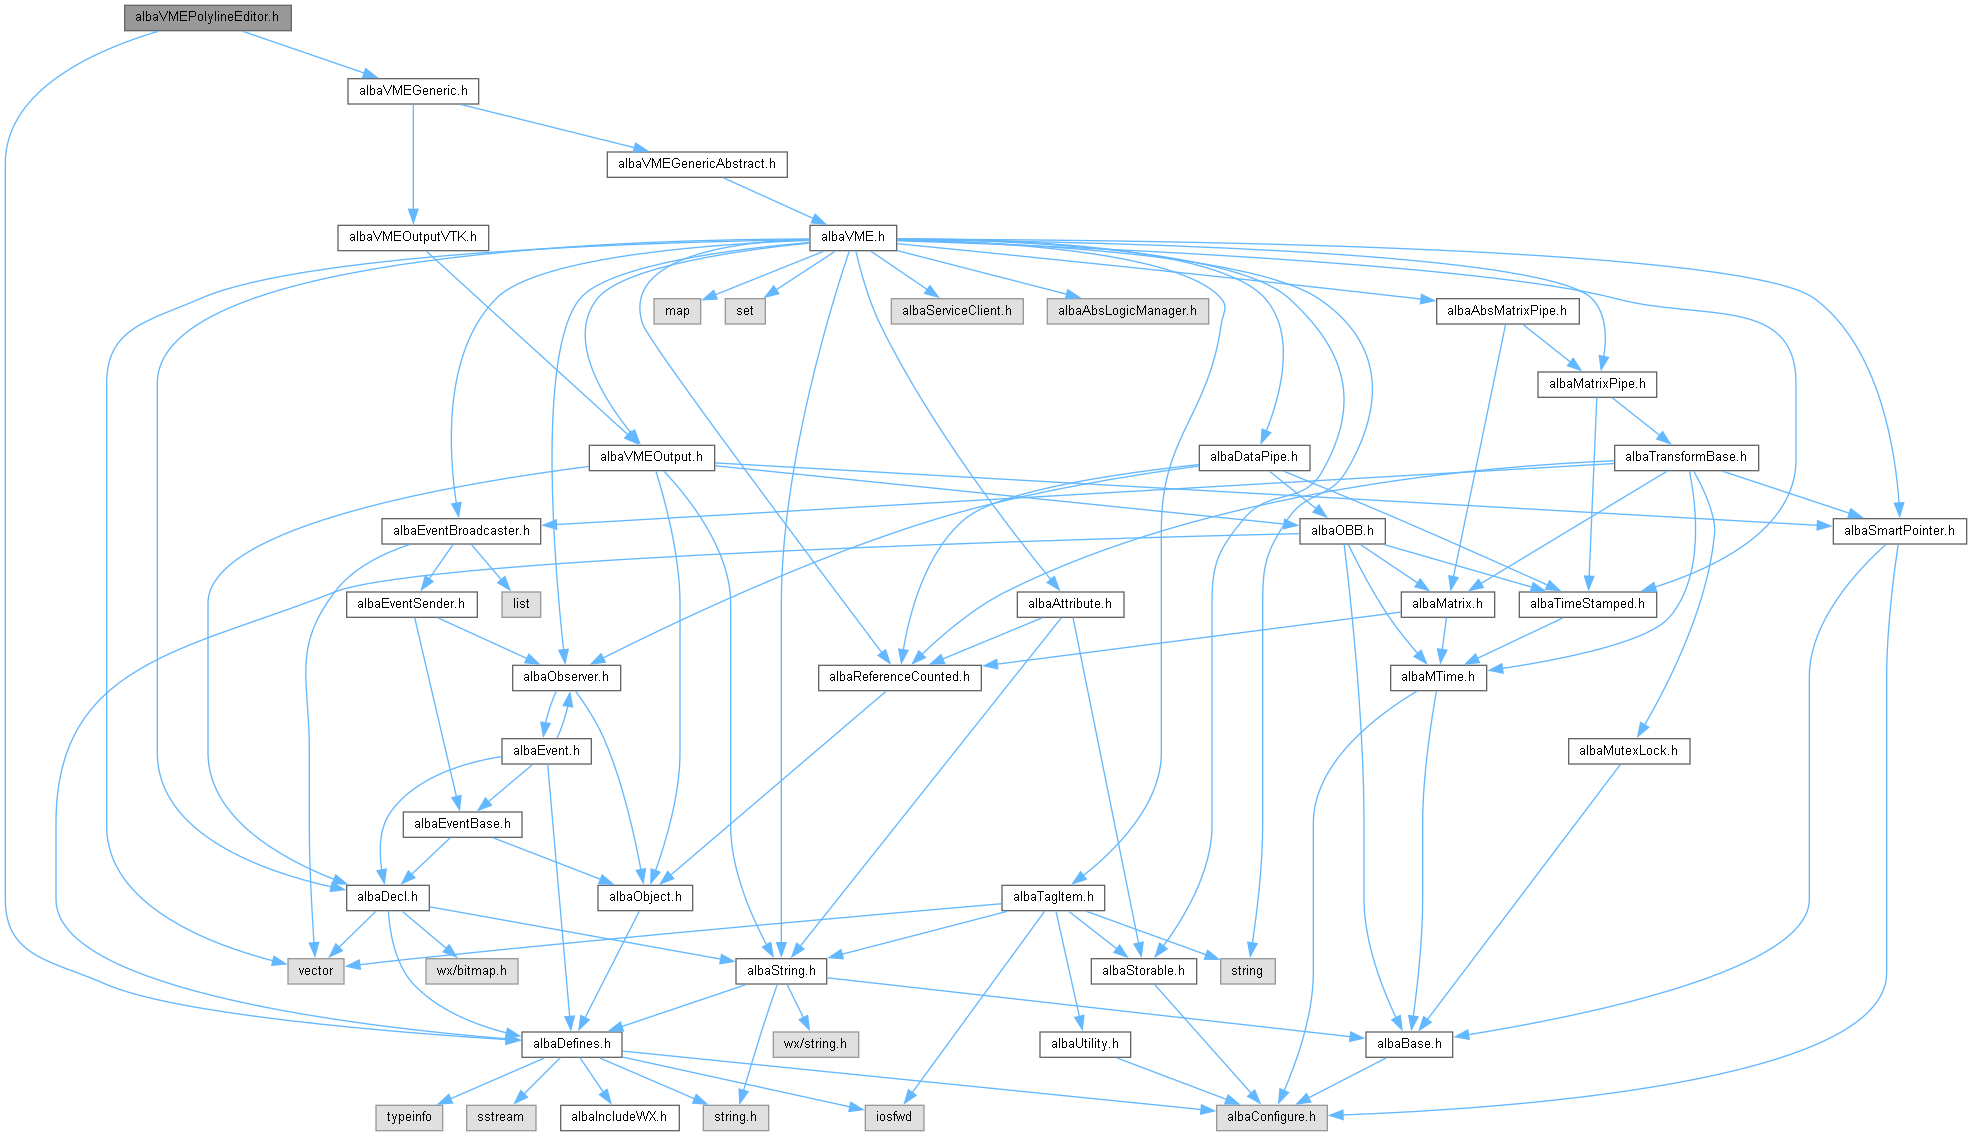 albaVMEPolylineEditor.h
albaVMEGeneric.h
albaVMEGenericAbstract.h
albaVMEOutputVTK.h
albaVME.h
map
set
albaServiceClient.h
albaAbsLogicManager.h
albaAbsMatrixPipe.h
albaMatrixPipe.h
albaVMEOutput.h
albaDataPipe.h
albaTransformBase.h
albaEventBroadcaster.h
albaOBB.h
albaSmartPointer.h
albaEventSender.h
list
albaAttribute.h
albaMatrix.h
albaTimeStamped.h
albaObserver.h
albaReferenceCounted.h
albaMTime.h
albaEvent.h
albaMutexLock.h
albaEventBase.h
albaDecl.h
albaObject.h
albaTagItem.h
vector
wx/bitmap.h
albaString.h
albaStorable.h
string
albaDefines.h
wx/string.h
albaUtility.h
albaBase.h
typeinfo
sstream
albaIncludeWX.h
string.h
iosfwd
albaConfigure.h